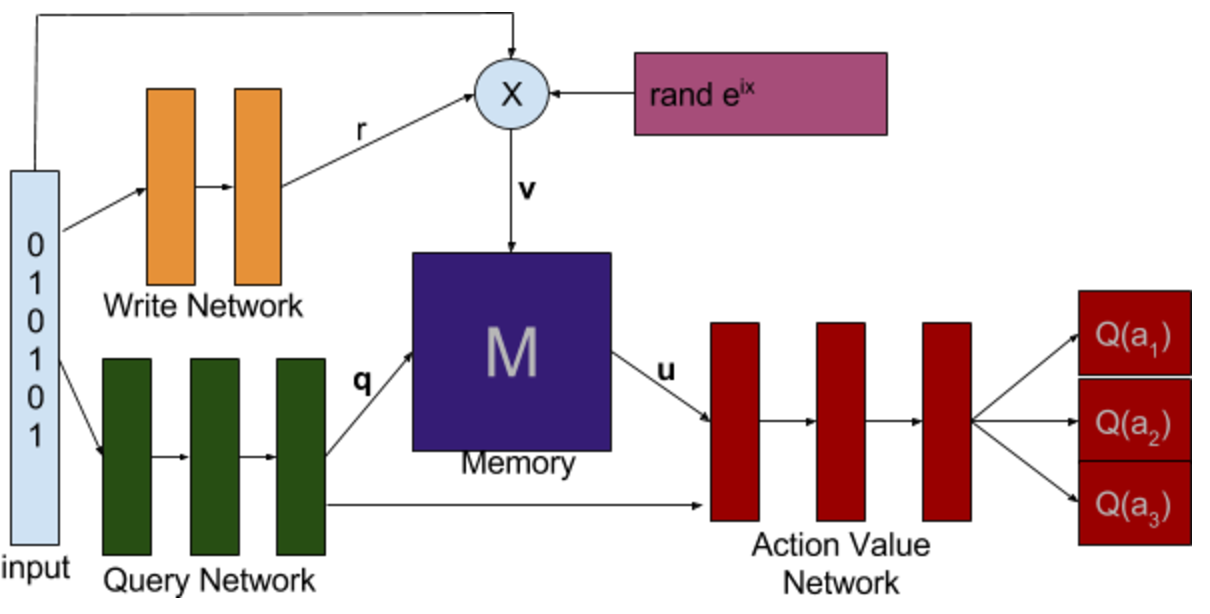 X
rand e^ix
r
v
0
1
0
1
0
1
Write Network
q
M
u
Memory
Q(a_1)
Q(a_2)
Q(a_3)
input
Query Network
Action Value
Network